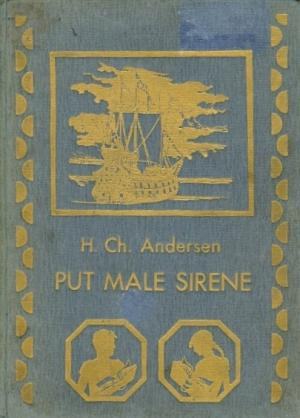 H. Ch. Andersen
PUT MALE SIRENE